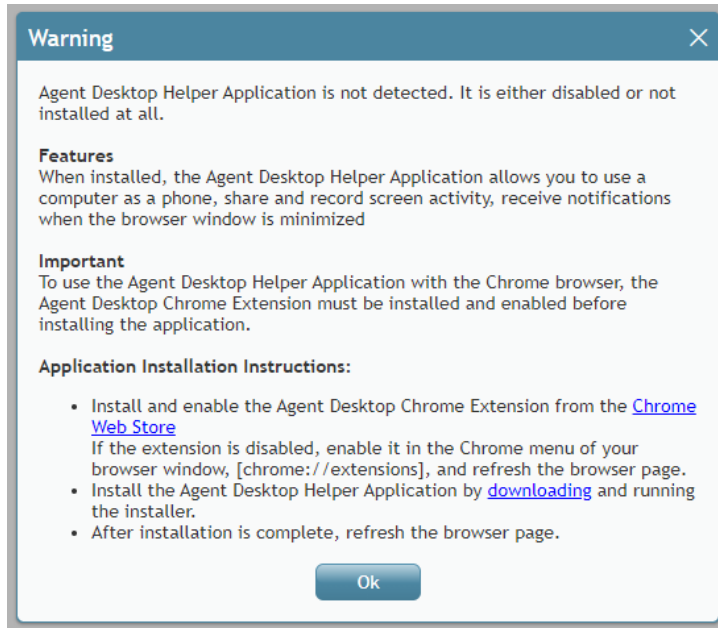 Warning
Agent Desktop Helper Application is not detected. It is either disabled or not
installed at all.
Features
When installed, the Agent Desktop Helper Application allows you to use a
computer as a phone, share and record screen activity, receive notifications
when the browser window is minimized
Important
To use the Agent Desktop Helper Application with the Chrome browser, the
Agent Desktop Chrome Extension must be installed and enabled before
installing the application.
Application Installation Instructions:
• Install and enable the Agent Desktop Chrome Extension from the Chrome
Web Store
If the extension is disabled, enable it in the Chrome menu of your
browser window, [chrome://extensions], and refresh the browser page.
• Install the Agent Desktop Helper Application by downloading and running
the installer.
• After installation is complete, refresh the browser page.
Ok